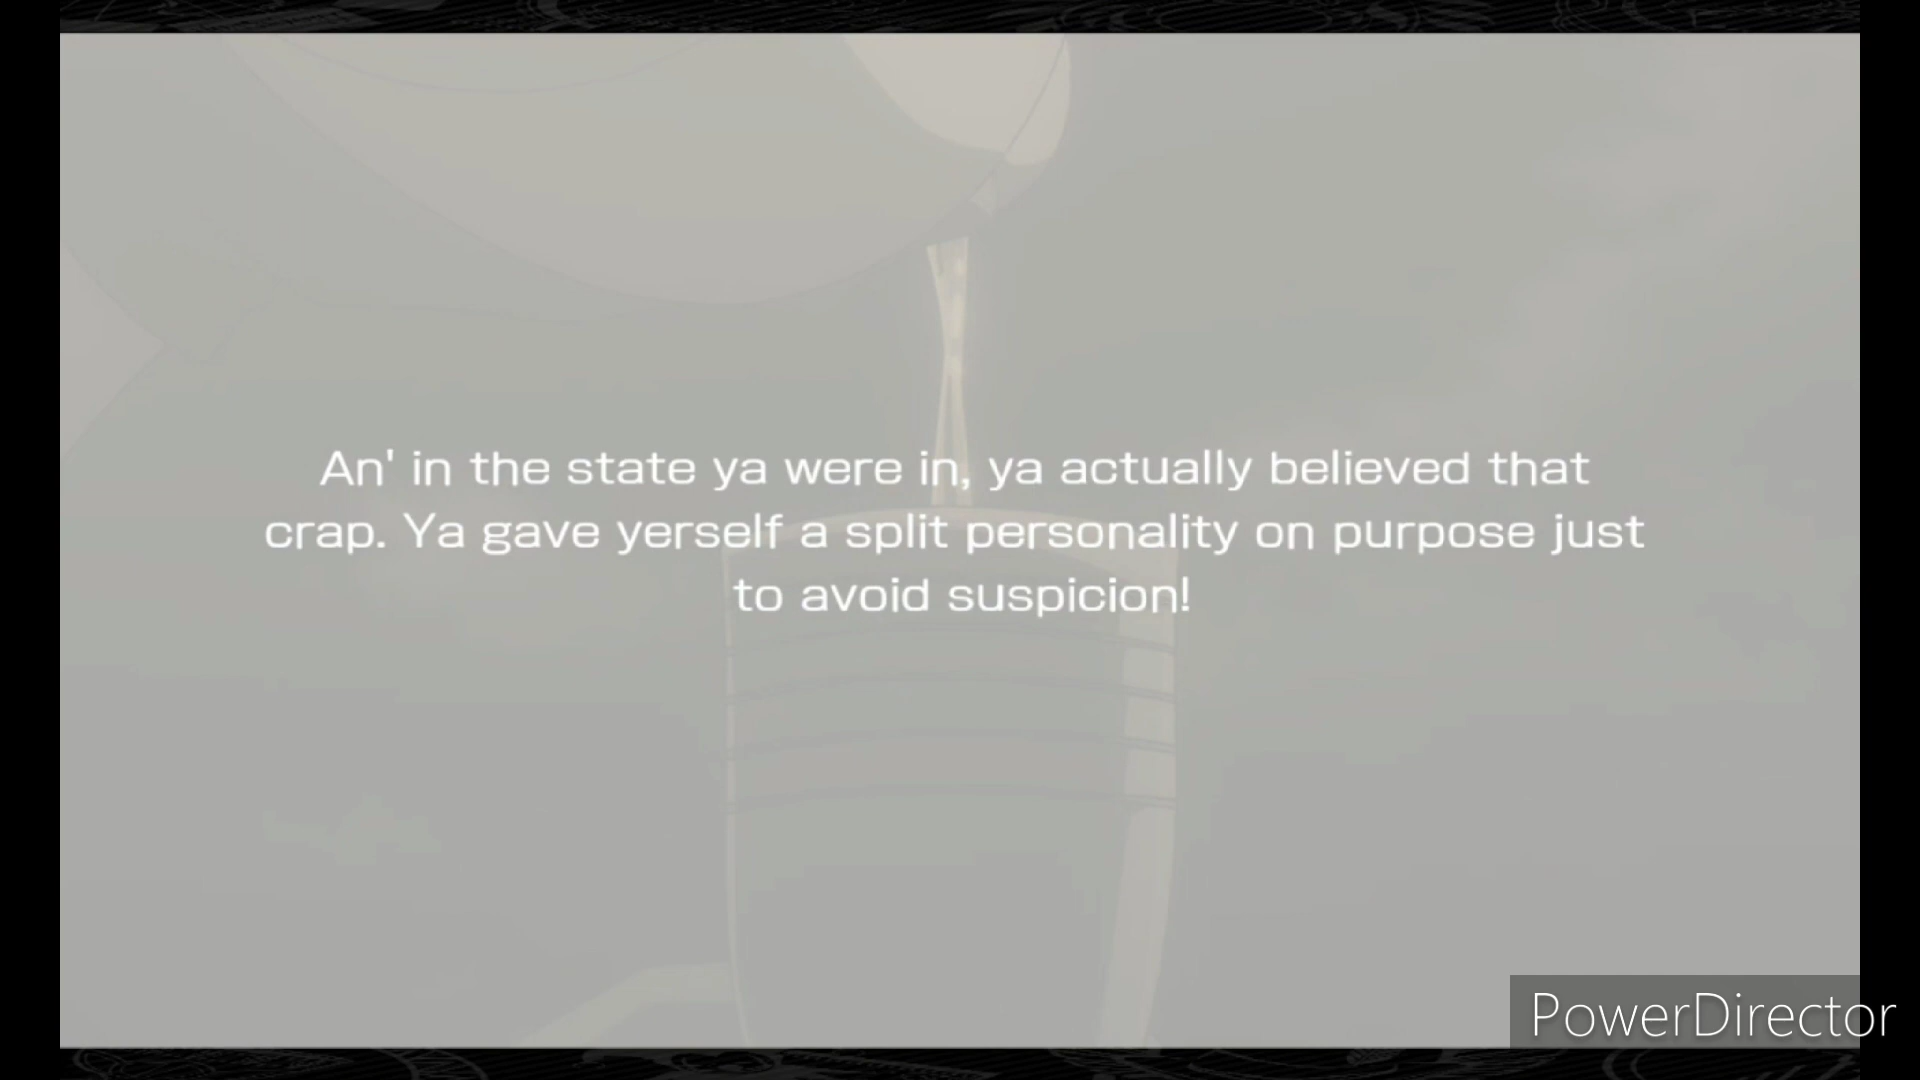 An' in the state ya were in, ya actually believed that
crap. Ya gave yerself a split personality on purpose just
to avoid suspicion!
PowerDirector